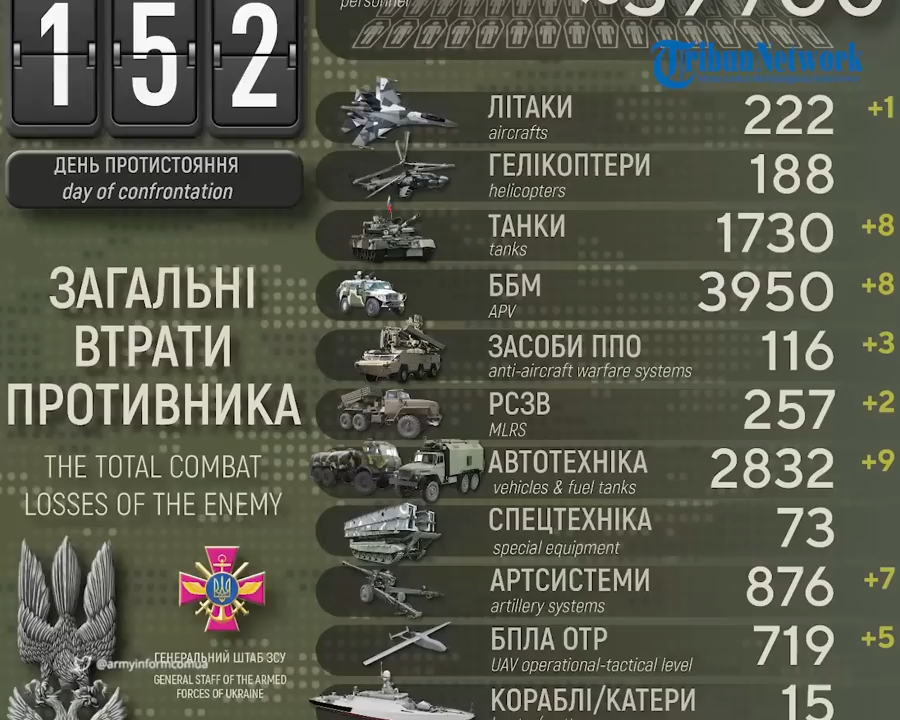 personnel
152
TribunNetwork
ДЕНЬ ПРОТИСТОЯННЯ
day of confrontation
ЗАГАЛЬНІ
ВТРАТИ
ПРОТИВНИКА
THE TOTAL COMBAT
LOSSES OF THE ENEMY
@armyinformcomua
ГЕНЕРАЛЬНИЙ ШТАБ ЗСУ
GENERAL STAFF OF THE ARMED
FORCES OF UKRAINE
ЛІТАКИ 222 +1
aircrafts
ГЕЛІКОПТЕРИ 188
helicopters
ТАНКИ 1730 +8
tanks
ББМ 3950 +8
APV
ЗАСОБИ ППО 116 +3
anti-aircraft warfare systems
РСЗВ 257 +2
MLRS
АВТОТЕХНІКА 2832 +9
vehicles & fuel tanks
СПЕЦТЕХНІКА 73
special equipment
АРТСИСТЕМИ 876 +7
artillery systems
БПЛА ОТР 719 +5
UAV operational-tactical level
КОРАБЛІ/КАТЕРИ 15